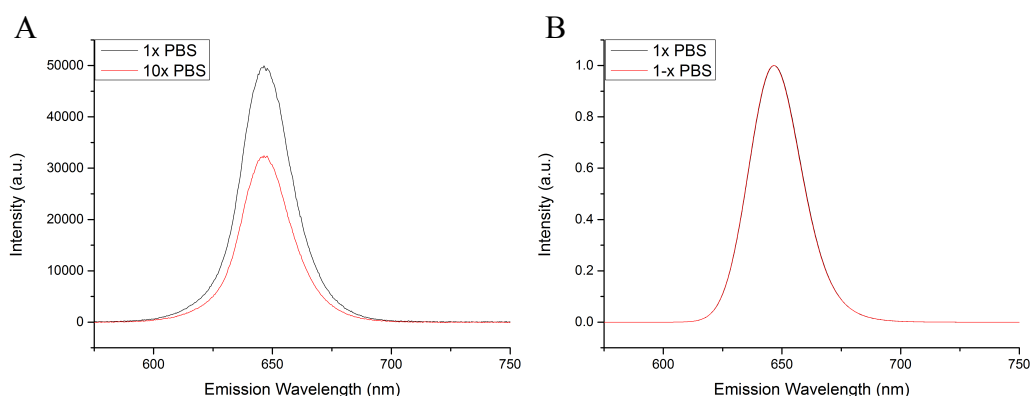 A
1x PBS
10x PBS
50000
40000
30000
20000
10000
0
Intensity (a.u.)
600
650
700
750
Emission Wavelength (nm)
B
1x PBS
1-x PBS
1.0
0.8
0.6
0.4
0.2
0.0
Intensity (a.u.)
600
650
700
750
Emission Wavelength (nm)